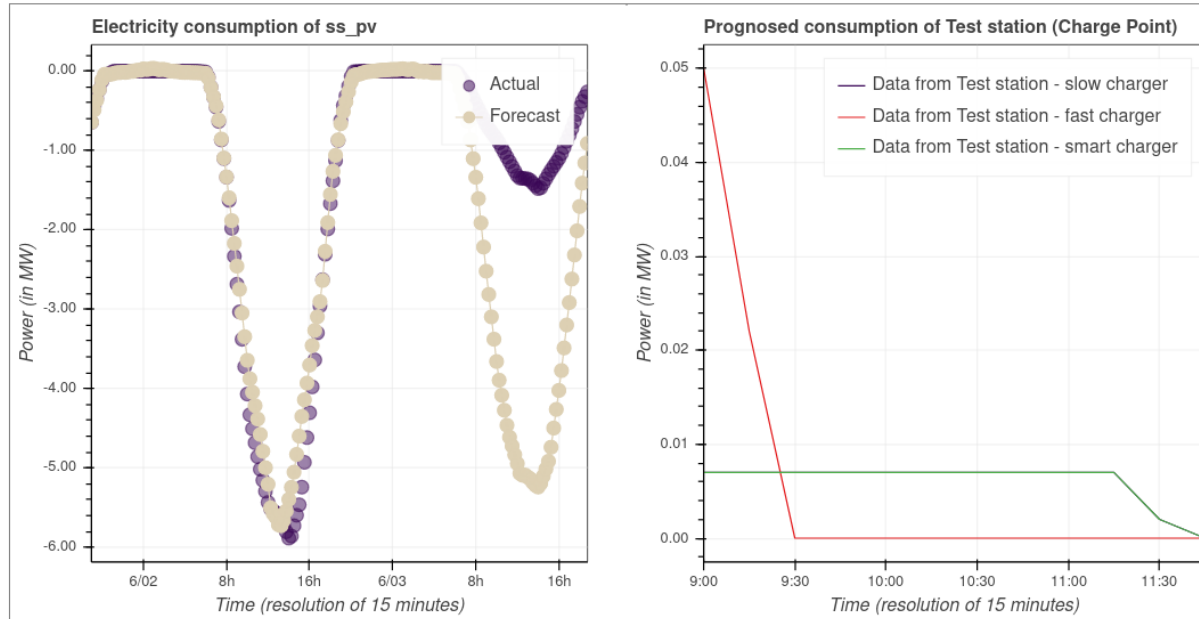 Electricity consumption of ss_pv
Actual
Forecast
0.00
-1.00
-2.00
-3.00
-4.00
-5.00
-6.00
Power (in MW)
6/02
8h
16h
6/03
8h
16h
Time (resolution of 15 minutes)
Prognosed consumption of Test station (Charge Point)
Data from Test station - slow charger
Data from Test station - fast charger
Data from Test station - smart charger
0.05
0.04
0.03
0.02
0.01
0.00
Power (in MW)
9:00
9:30
10:00
10:30
11:00
11:30
Time (resolution of 15 minutes)